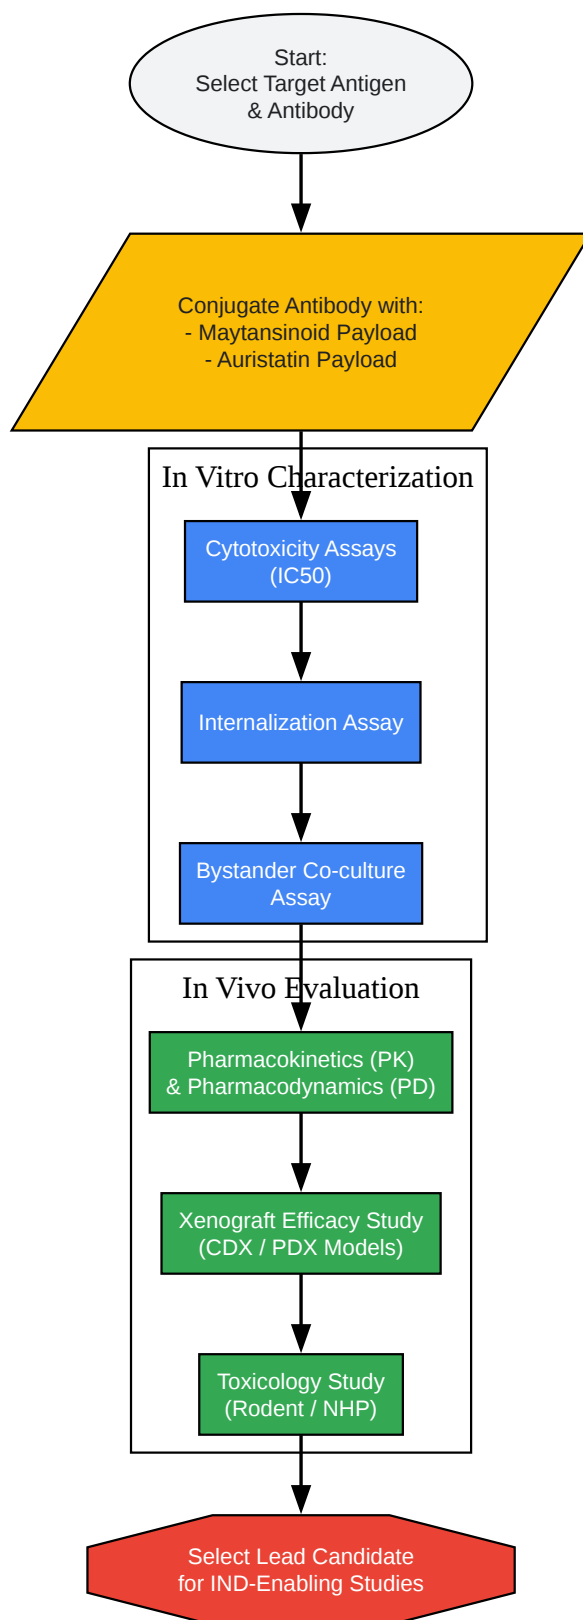 Start:
Select Target Antigen
& Antibody
Conjugate Antibody with:
- Maytansinoid Payload
- Auristatin Payload
In Vitro Characterization
Cytotoxicity Assays
(IC50)
Internalization Assay
Bystander Co-culture
Assay
In Vivo Evaluation
Pharmacokinetics (PK)
& Pharmacodynamics (PD)
Xenograft Efficacy Study
(CDX / PDX Models)
Toxicology Study
(Rodent / NHP)
Select Lead Candidate
for IND-Enabling Studies